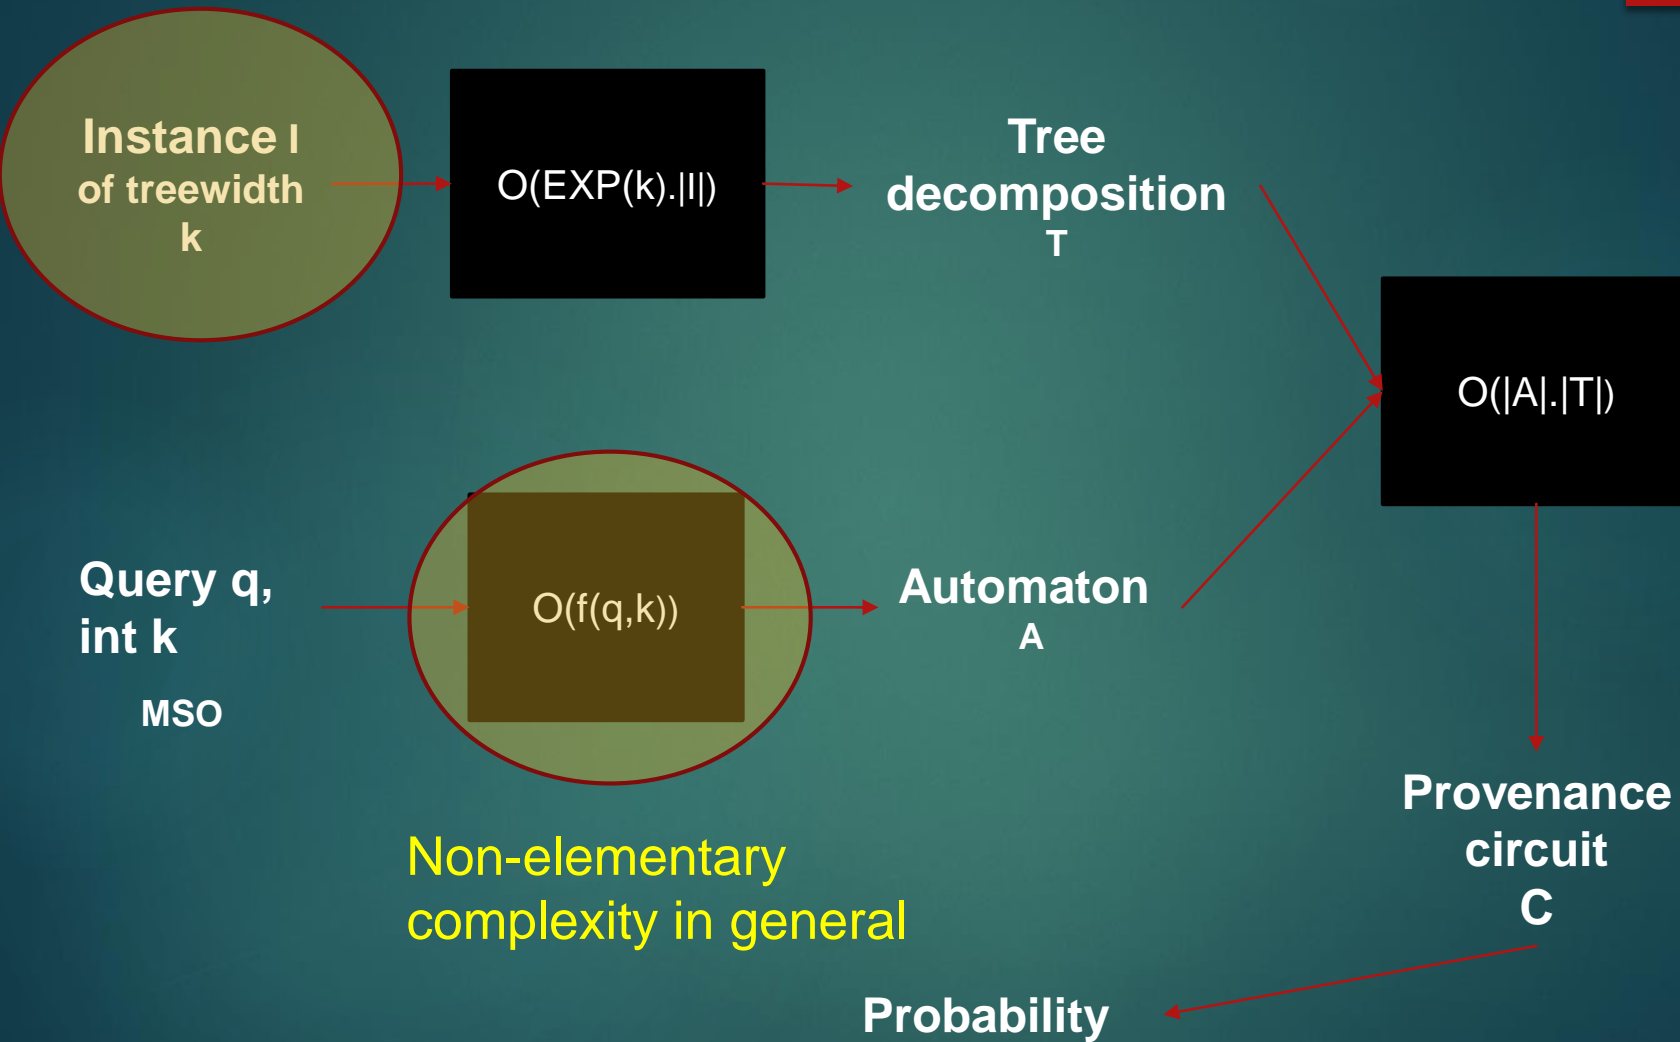 Instance I
of treewidth
k
O(EXP(k).|I|)
Tree
decomposition
T
O(|A|.|T|)
Query q,
int k
MSO
O(f(q,k))
Automaton
A
Non-elementary
complexity in general
Provenance
circuit
C
Probability